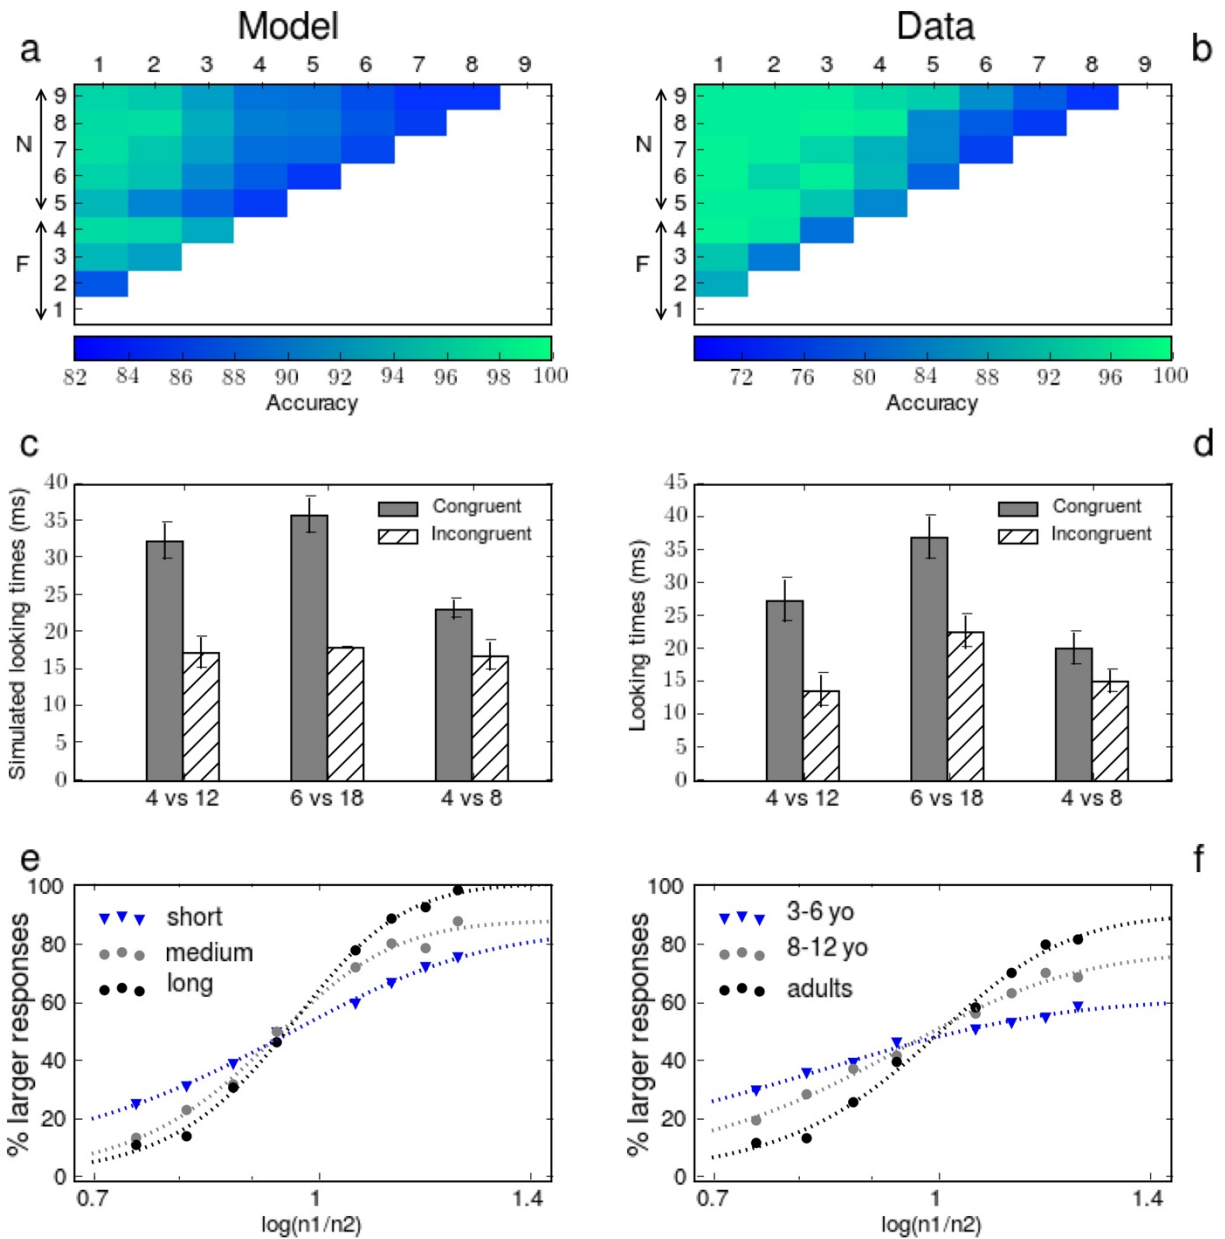 Model Data
a b
1 2 3 4 5 6 7 8 9 1 2 3 4 5 6 7 8 9
9 9
8 8
N 7 N 7
6 6
5 5
4 4
F 3 F 3
2 2
1 1
82 84 86 88 90 92 94 96 98 100 72 76 80 84 88 92 96 100
Accuracy Accuracy
c d
Simulated looking times (ms)
40
35
30
25
20
15
10
5
0
Congruent
Incongruent
4 vs 12 6 vs 18 4 vs 8
Looking times (ms)
45
40
35
30
25
20
15
10
5
0
Congruent
Incongruent
4 vs 12 6 vs 18 4 vs 8
e f
% larger responses
100
80
60
40
20
0
short
medium
long
0.7 1 1.4
log(n1/n2)
% larger responses
100
80
60
40
20
0
3-6 yo
8-12 yo
adults
0.7 1 1.4
log(n1/n2)